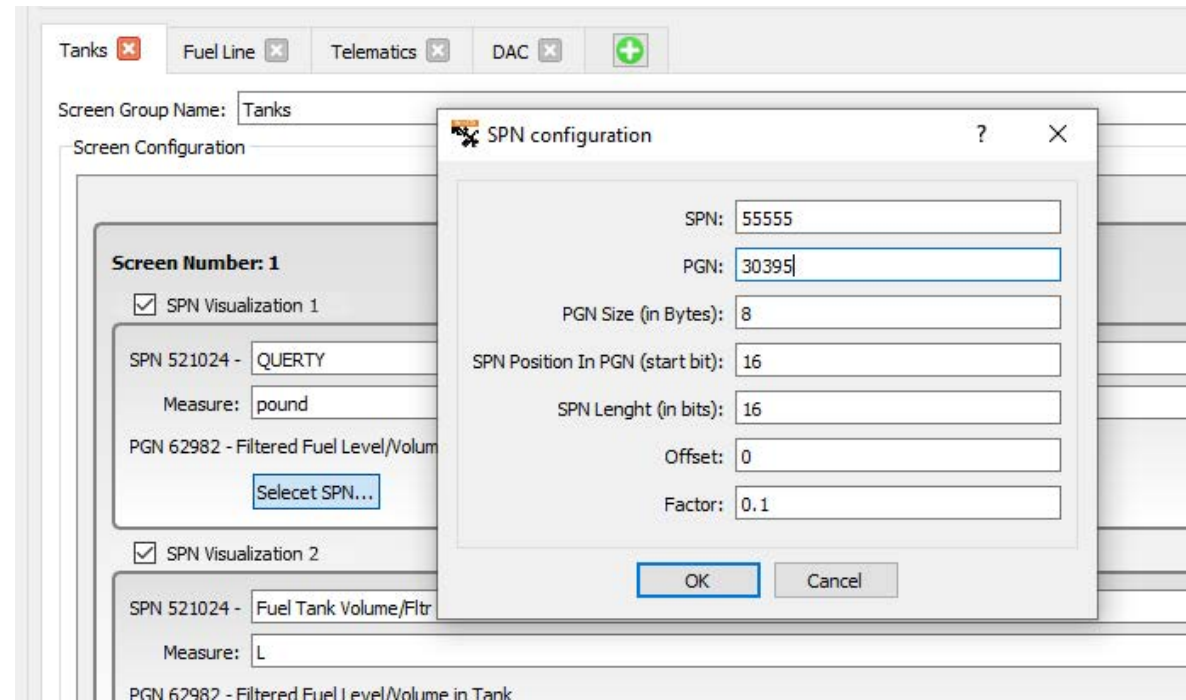 Tanks Fuel Line Telematics DAC
Screen Group Name: Tanks
Screen Configuration
SPN configuration ?
SPN: 55555
PGN: 30395
PGN Size (in Bytes): 8
SPN Position In PGN (start bit): 16
SPN Lenght (in bits): 16
Offset: 0
Factor: 0.1
OK Cancel
Screen Number: 1
SPN Visualization 1
SPN 521024 - QUERTY
Measure: pound
PGN 62982 - Filtered Fuel Level/Volum
Selecet SPN...
SPN Visualization 2
SPN 521024 - Fuel Tank Volume/Fltr
Measure: L
PGN 62982 - Filtered Fuel Level/Volume in Tank